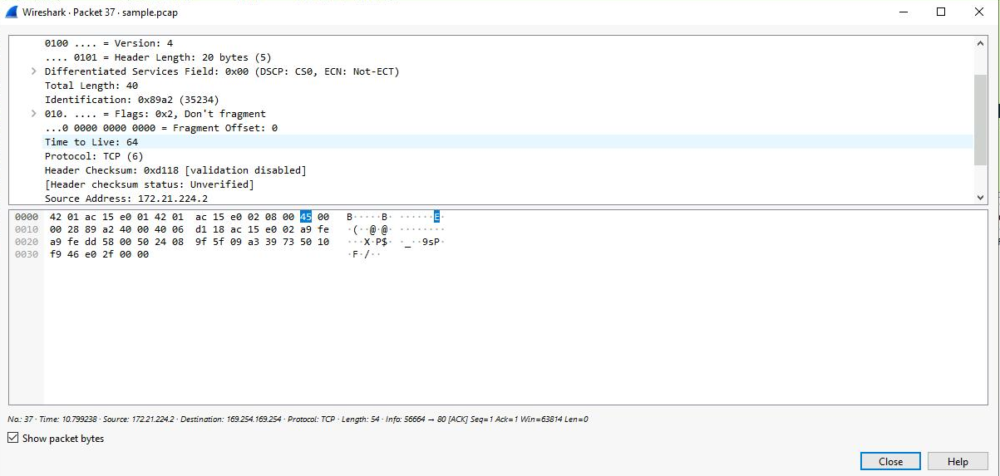 Wireshark · Packet 37 · sample.pcap
0100 .... = Version: 4
.... 0101 = Header Length: 20 bytes (5)
Differentiated Services Field: 0x00 (DSCP: CS0, ECN: Not-ECT)
Total Length: 40
Identification: 0x89a2 (35234)
010. .... = Flags: 0x2, Don't fragment
...0 0000 0000 0000 = Fragment Offset: 0
Time to Live: 64
Protocol: TCP (6)
Header Checksum: 0xd118 [validation disabled]
[Header checksum status: Unverified]
Source Address: 172.21.224.2
0000 42 01 ac 15 e0 01 42 01 ac 15 e0 02 08 00 45 00 B·····B· ······E·
0010 00 28 89 a2 40 00 40 06 d1 18 ac 15 e0 02 a9 fe ·(··@·@· ········
0020 a9 fe dd 58 00 50 24 08 9f 5f 09 a3 39 73 50 10 ···X·P$· ·_··9sP·
0030 f9 46 e0 2f 00 00 ·F·/··
No.: 37 · Time: 10.799238 · Source: 172.21.224.2 · Destination: 169.254.169.254 · Protocol: TCP · Length: 54 · Info: 56664 → 80 [ACK] Seq=1 Ack=1 Win=63814 Len=0
Show packet bytes
Close Help